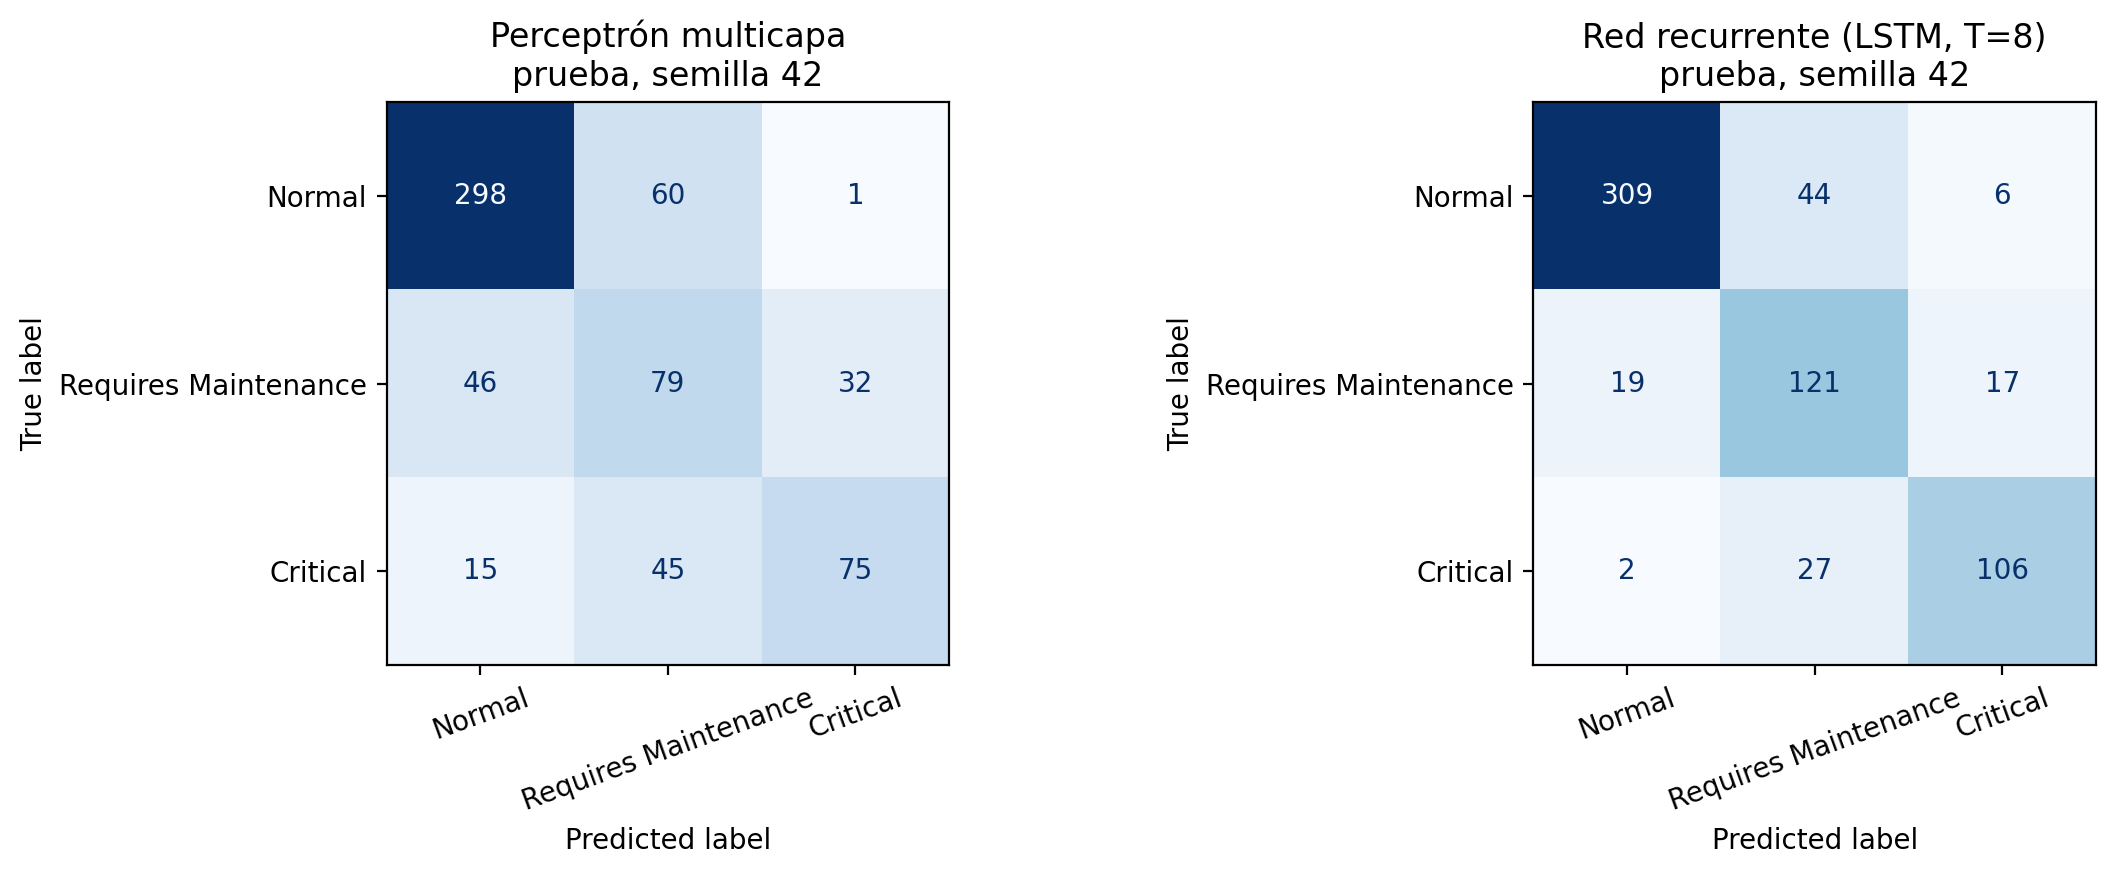 Perceptrón multicapa
prueba, semilla 42
True label
Normal
298 60 1
Requires Maintenance
46 79 32
Critical
15 45 75
Normal
Requires Maintenance
Critical
Predicted label
Red recurrente (LSTM, T=8)
prueba, semilla 42
True label
Normal
309 44 6
Requires Maintenance
19 121 17
Critical
2 27 106
Normal
Requires Maintenance
Critical
Predicted label